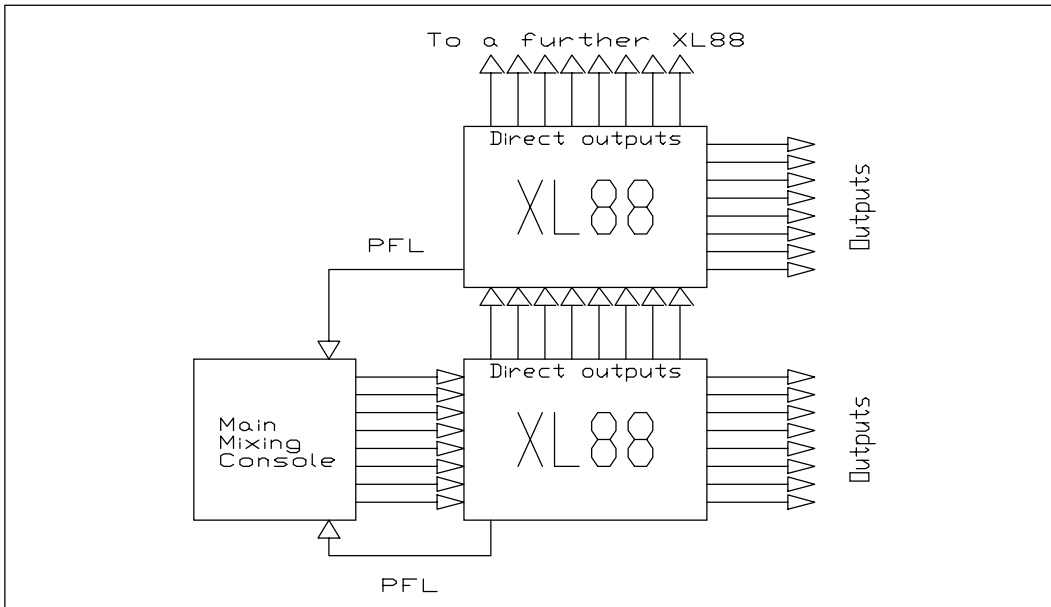 To a further XL88
Direct outputs
XL88
Outputs
PFL
Direct outputs
XL88
Outputs
Main
Mixing
Console
PFL